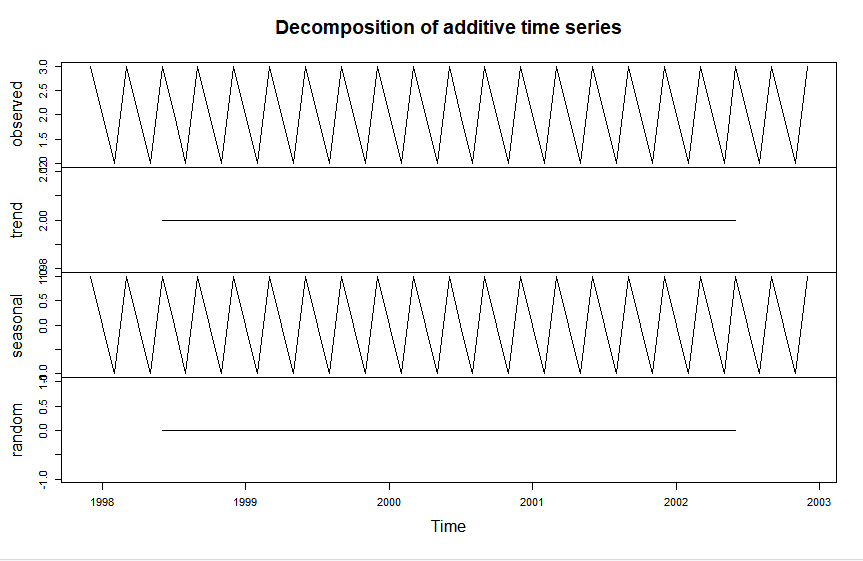 Decomposition of additive time series
observed
3.0
2.5
2.0
1.5
trend
2.00
seasonal
0.5
0.0
random
0.5
0.0
-1.0
1998 1999 2000 2001 2002 2003
Time